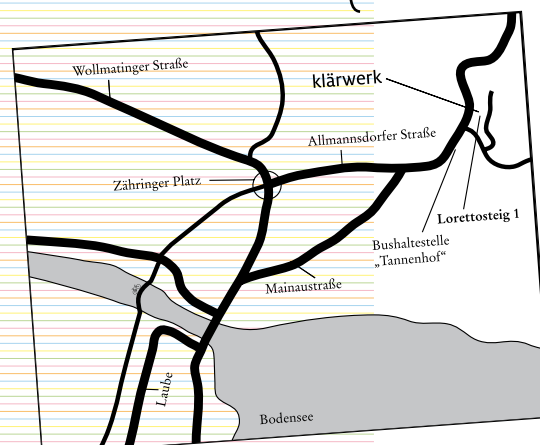 Wollmatinger Straße
klärwerk
Allmannsdorfer Straße
Zähringer Platz
Lorettosteig 1
Bushaltestelle
„Tannenhof“
Mainaustraße
Laube
Bodensee